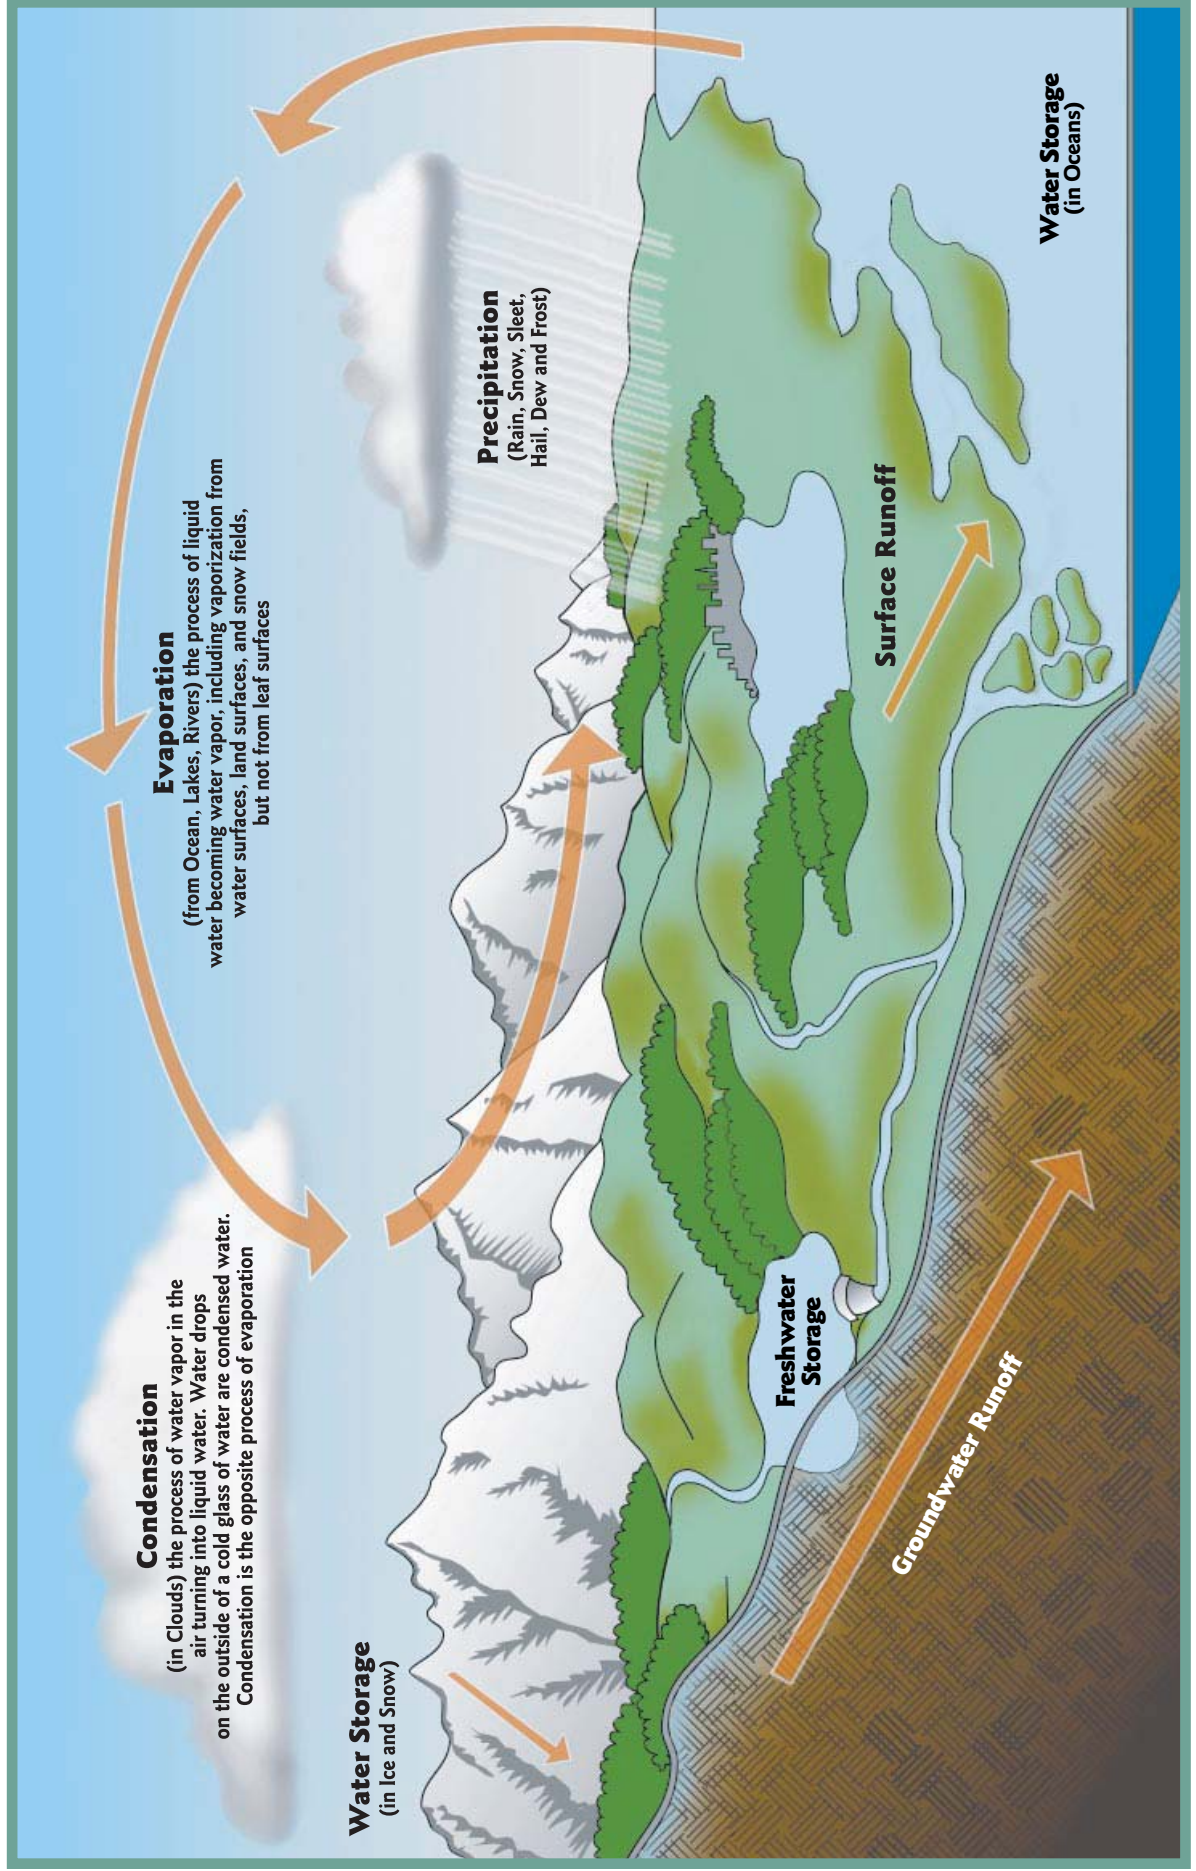 Condensation
(in Clouds) the process of water vapor in the
air turning into liquid water. Water drops
on the outside of a cold glass of water are condensed water.
Condensation is the opposite process of evaporation
Evaporation
(from Ocean, Lakes, Rivers) the process of liquid
water becoming water vapor, including vaporization from
water surfaces, land surfaces, and snow fields,
but not from leaf surfaces
Water Storage
(in Ice and Snow)
Precipitation
(Rain, Snow, Sleet,
Hail, Dew and Frost)
Freshwater
Storage
Surface Runoff
Groundwater Runoff
Water Storage
(in Oceans)